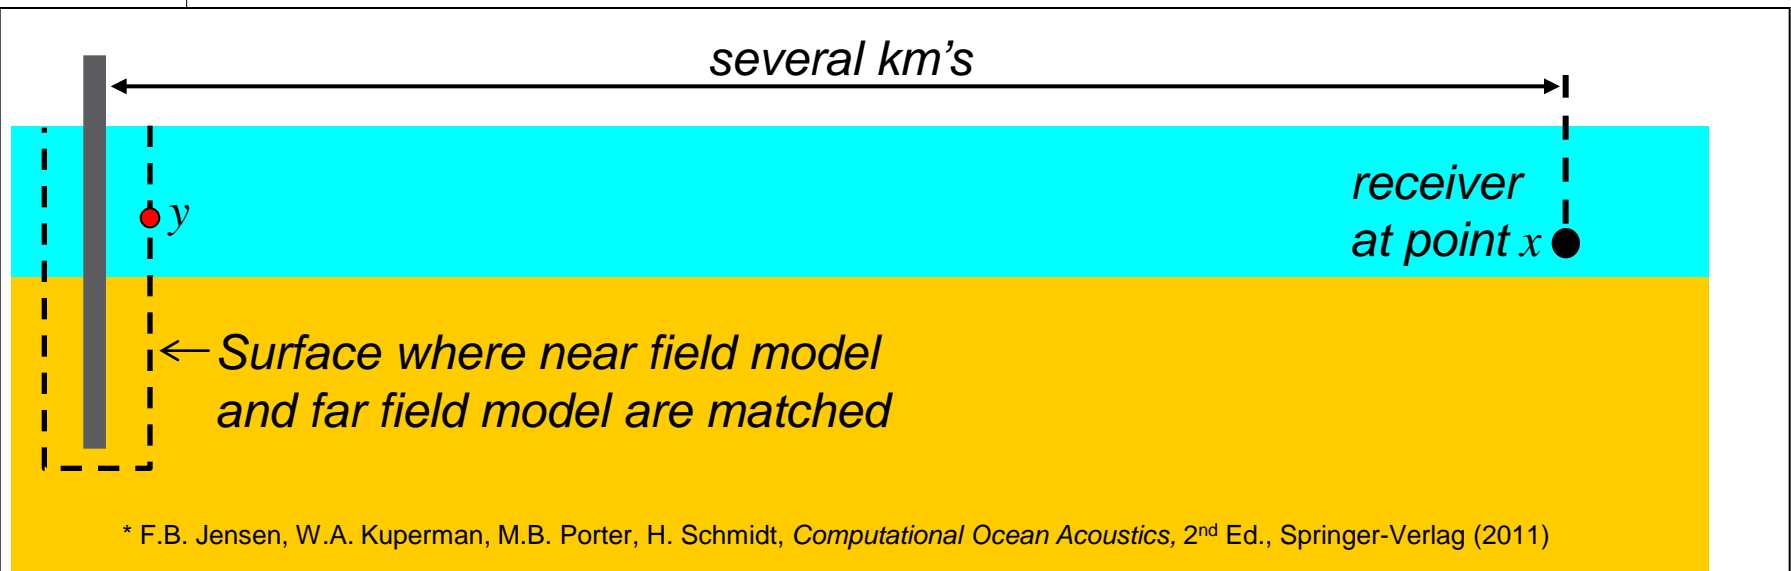 several km’s
receiver
at point x
y
Surface where near field model
and far field model are matched
* F.B. Jensen, W.A. Kuperman, M.B. Porter, H. Schmidt, Computational Ocean Acoustics, 2nd Ed., Springer-Verlag (2011)